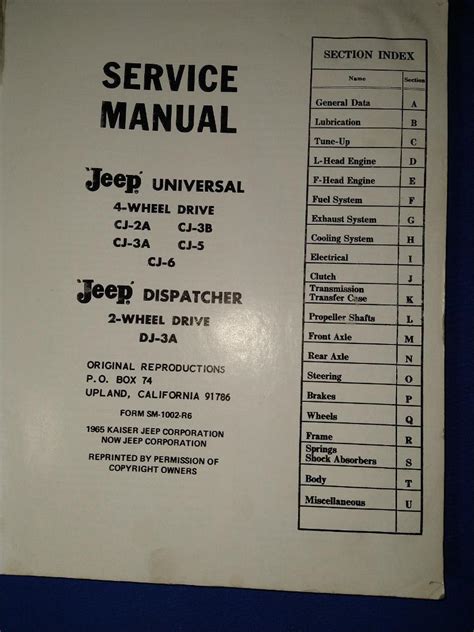 SERVICE
MANUAL
'Jeep' UNIVERSAL
4-WHEEL DRIVE
CJ-2A CJ-3B
CJ-3A CJ-5
CJ-6
'Jeep' DISPATCHER
2-WHEEL DRIVE
DJ-3A
ORIGINAL REPRODUCTIONS
P.O. BOX 74
UPLAND, CALIFORNIA 91786
FORM SM-1002-R6
1965 KAISER JEEP CORPORATION
NOW JEEP CORPORATION
REPRINTED BY PERMISSION OF
COPYRIGHT OWNERS
SECTION INDEX
Name Section
General Data A
Lubrication B
Tune-Up C
L-Head Engine D
F-Head Engine E
Fuel System F
Exhaust System G
Cooling System H
Electrical I
Clutch J
Transmission
Transfer Case K
Propeller Shafts L
Front Axle M
Rear Axle N
Steering O
Brakes P
Wheels Q
Frame R
Springs
Shock Absorbers S
Body T
Miscellaneous U